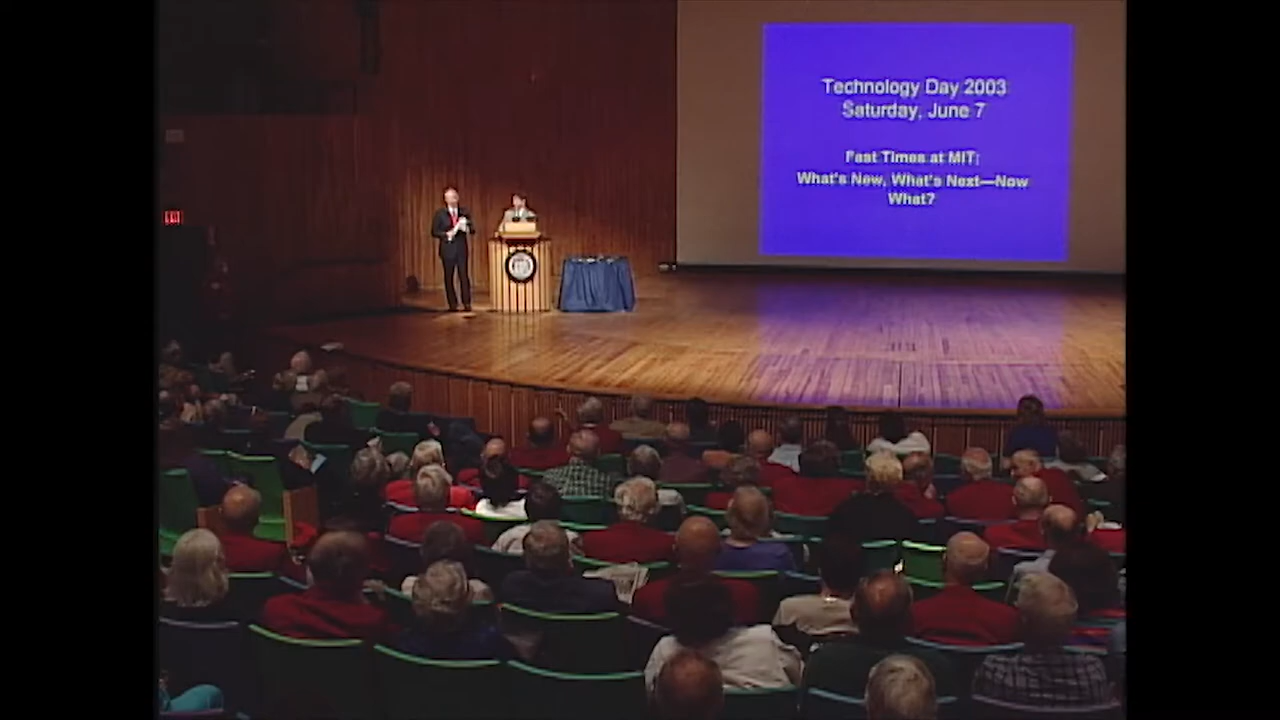 Technology Day 2003
Saturday, June 7
Fast Times at MIT:
What's New, What's Next—Now
What?